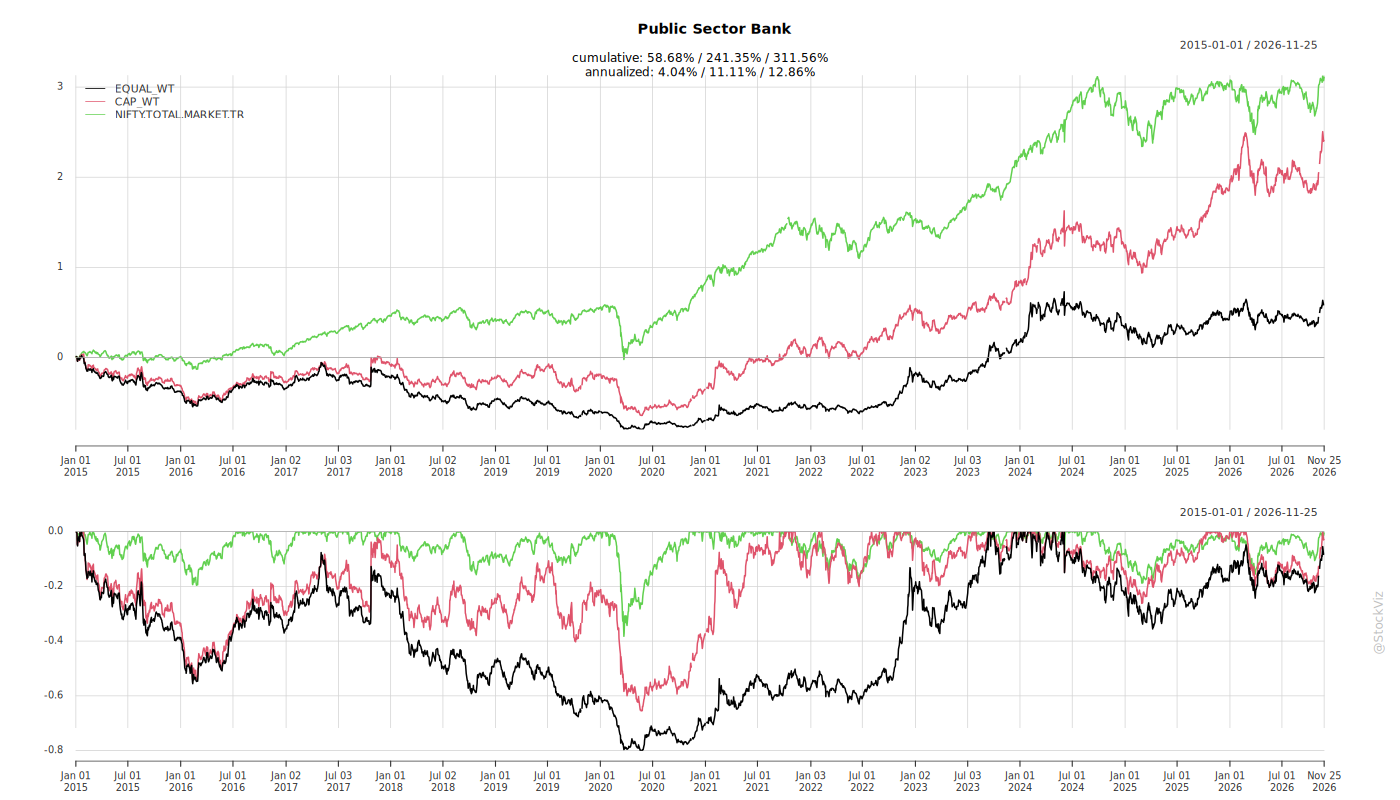 Public Sector Bank
2015-01-01 / 2026-11-25
cumulative: 58.68% / 241.35% / 311.56%
annualized: 4.04% / 11.11% / 12.86%
EQUAL_WT
CAP_WT
NIFTY.TOTAL.MARKET.TR
3
2
1
0
Jan 01 Jul 01 Jan 01 Jul 01 Jan 02 Jul 03 Jan 01 Jul 02 Jan 01 Jul 01 Jan 01 Jul 01 Jan 01 Jul 01 Jan 03 Jul 01 Jan 02 Jul 03 Jan 01 Jul 01 Jan 01 Jul 01 Jan 01 Jul 01 Nov 25
2015 2015 2016 2016 2017 2017 2018 2018 2019 2019 2020 2020 2021 2021 2022 2022 2023 2023 2024 2024 2025 2025 2026 2026 2026
2015-01-01 / 2026-11-25
0.0
-0.2
-0.4
-0.6
-0.8
Jan 01 Jul 01 Jan 01 Jul 01 Jan 02 Jul 03 Jan 01 Jul 02 Jan 01 Jul 01 Jan 01 Jul 01 Jan 01 Jul 01 Jan 03 Jul 01 Jan 02 Jul 03 Jan 01 Jul 01 Jan 01 Jul 01 Jan 01 Jul 01 Nov 25
2015 2015 2016 2016 2017 2017 2018 2018 2019 2019 2020 2020 2021 2021 2022 2022 2023 2023 2024 2024 2025 2025 2026 2026 2026
@StockViz